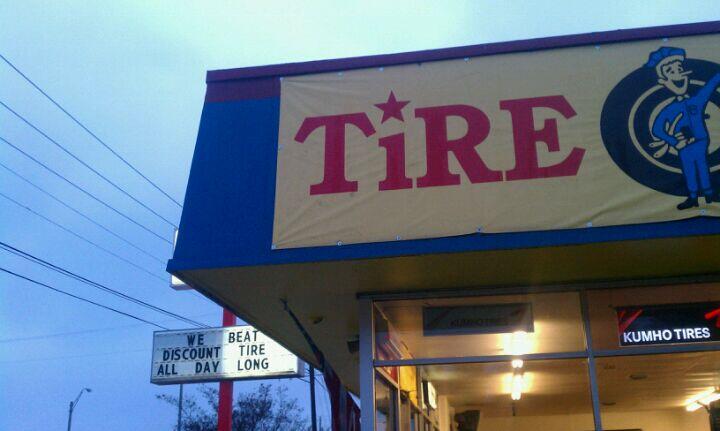 TiRE
KUMHO TIRES
KUMHO TIRES
WE BEAT
DISCOUNT TIRE
ALL DAY LONG